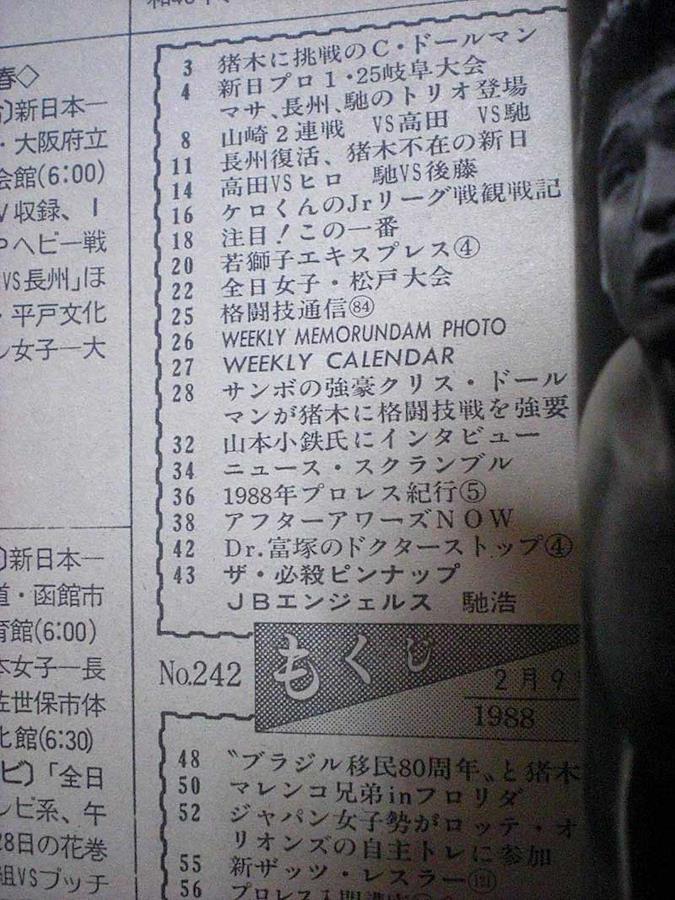 春◇
新日本一
・大阪府立
会館(6:00)
V収録、I
Pヘビー戦
VS長州」ほ
・平戸文化
ン女子一大
3 猪木に挑戦のC・ドールマン
4 新日プロ1・25岐阜大会
マサ、長州、馳のトリオ登場
8 山崎2連戦 VS高田 VS馳
11 長州復活、猪木不在の新日
14 高田VSヒロ 馳VS後藤
16 ケロくんのJrリーグ戦観戦記
18 注目!この一番
20 若獅子エキスプレス④
22 全日女子・松戸大会
25 格闘技通信84
26 WEEKLY MEMORUNDAM PHOTO
27 WEEKLY CALENDAR
28 サンボの強豪クリス・ドール
マンが猪木に格闘技戦を強要
32 山本小鉄氏にインタビュー
34 ニュース・スクランブル
36 1988年プロレス紀行⑤
38 アフターアワーズNOW
42 Dr.富塚のドクターストップ④
43 ザ・必殺ピンナップ
JBエンジェルス 馳浩
新日本一
道・函館市
育館(6:00)
本女子一長
佐世保市体
館(6:30)
ビ〕「全日
レビ系、午
28日の花巻
組VSブッチ
No.242
もくじ
2月9
1988
48 〝ブラジル移民80周年〟と猪木
50 マレンコ兄弟inフロリダ
52 ジャパン女子勢がロッテ・オ
リオンズの自主トレに参加
55 新ザッツ・レスラー121
56 プロレス入門講座